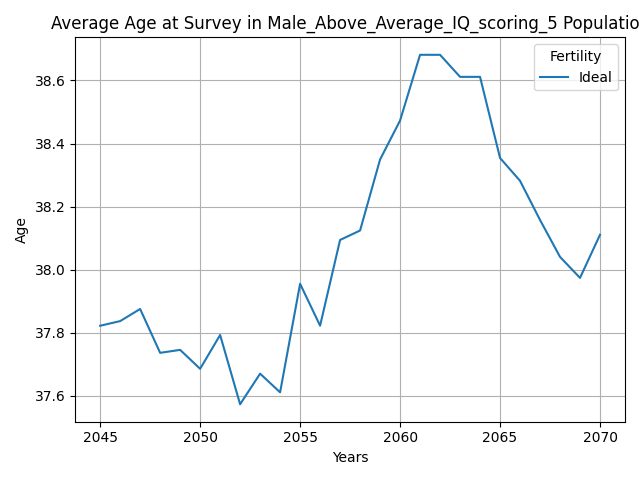 Average Age at Survey in Male_Above_Average_IQ_scoring_5 Populatio
Fertility
Ideal
38.6
38.4
38.2
38.0
37.8
37.6
Age
2045 2050 2055 2060 2065 2070
Years